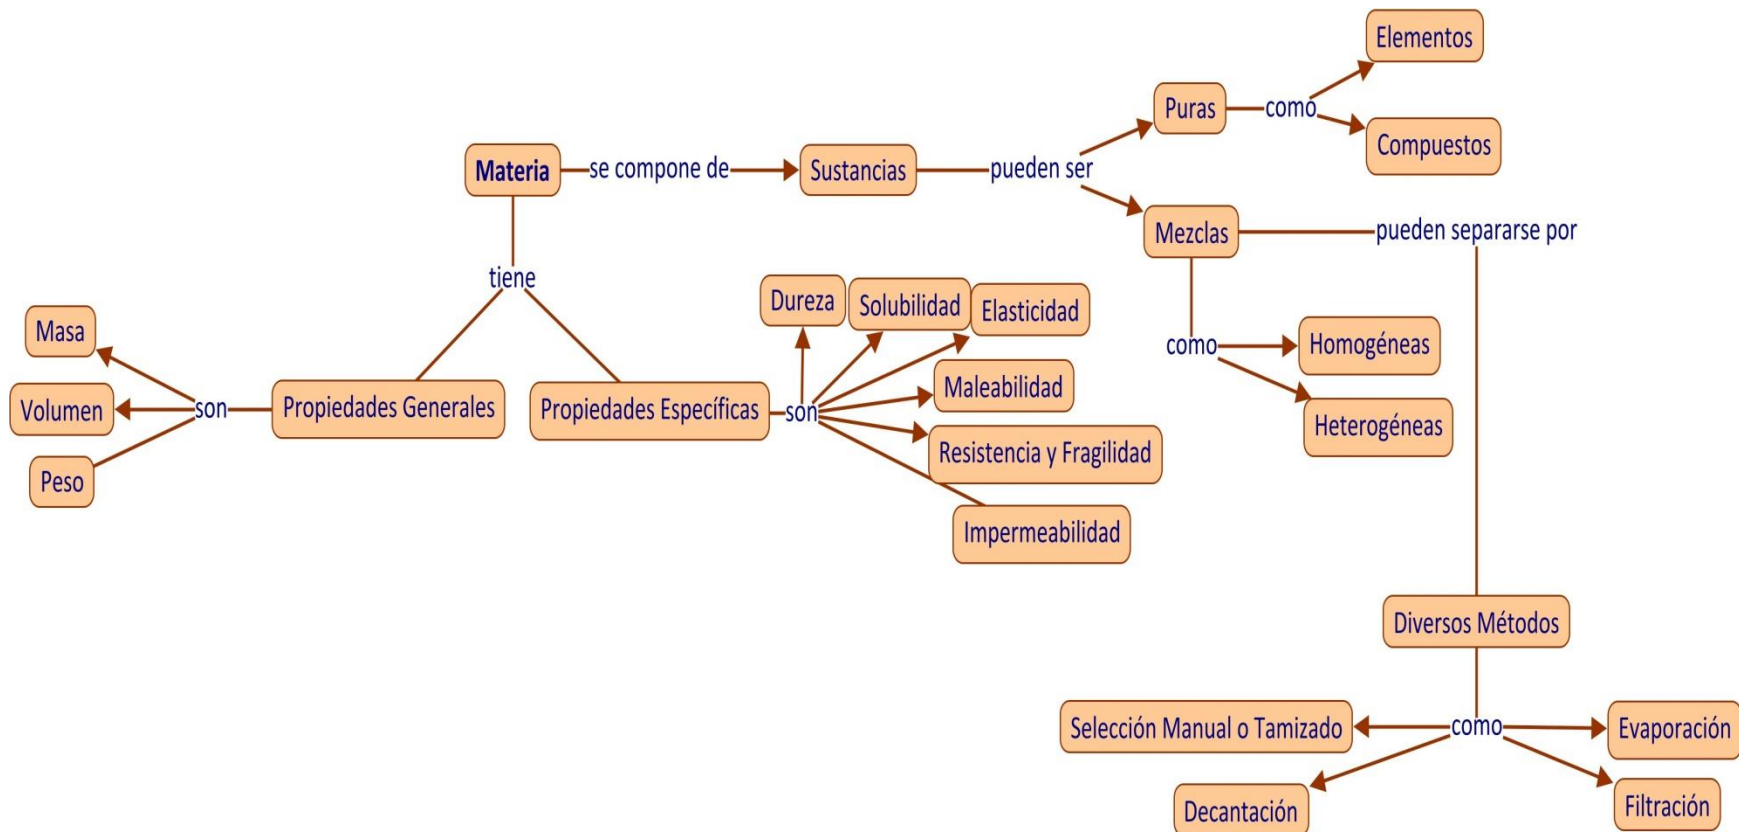 Elementos
Puras
como
Compuestos
Materia
se compone de
Sustancias
pueden ser
Mezclas
pueden separarse por
tiene
Dureza
Solubilidad
Elasticidad
Masa
como
Homogéneas
Maleabilidad
Volumen
son
Propiedades Generales
Propiedades Específicas
son
Heterogéneas
Resistencia y Fragilidad
Peso
Impermeabilidad
Diversos Métodos
Selección Manual o Tamizado
como
Evaporación
Decantación
Filtración